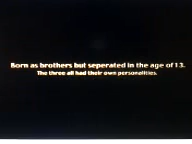 Born as brothers but seperated in the age of 13.
The three all had their own personalities.